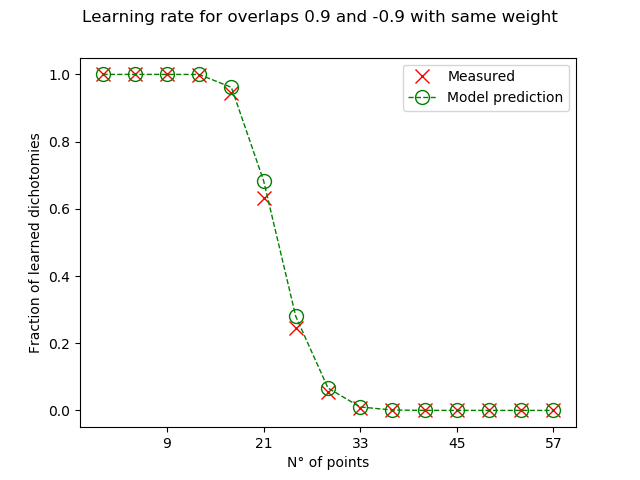 Learning rate for overlaps 0.9 and -0.9 with same weight
Measured
Model prediction
1.0
0.8
0.6
0.4
0.2
0.0
Fraction of learned dichotomies
9 21 33 45 57
N° of points